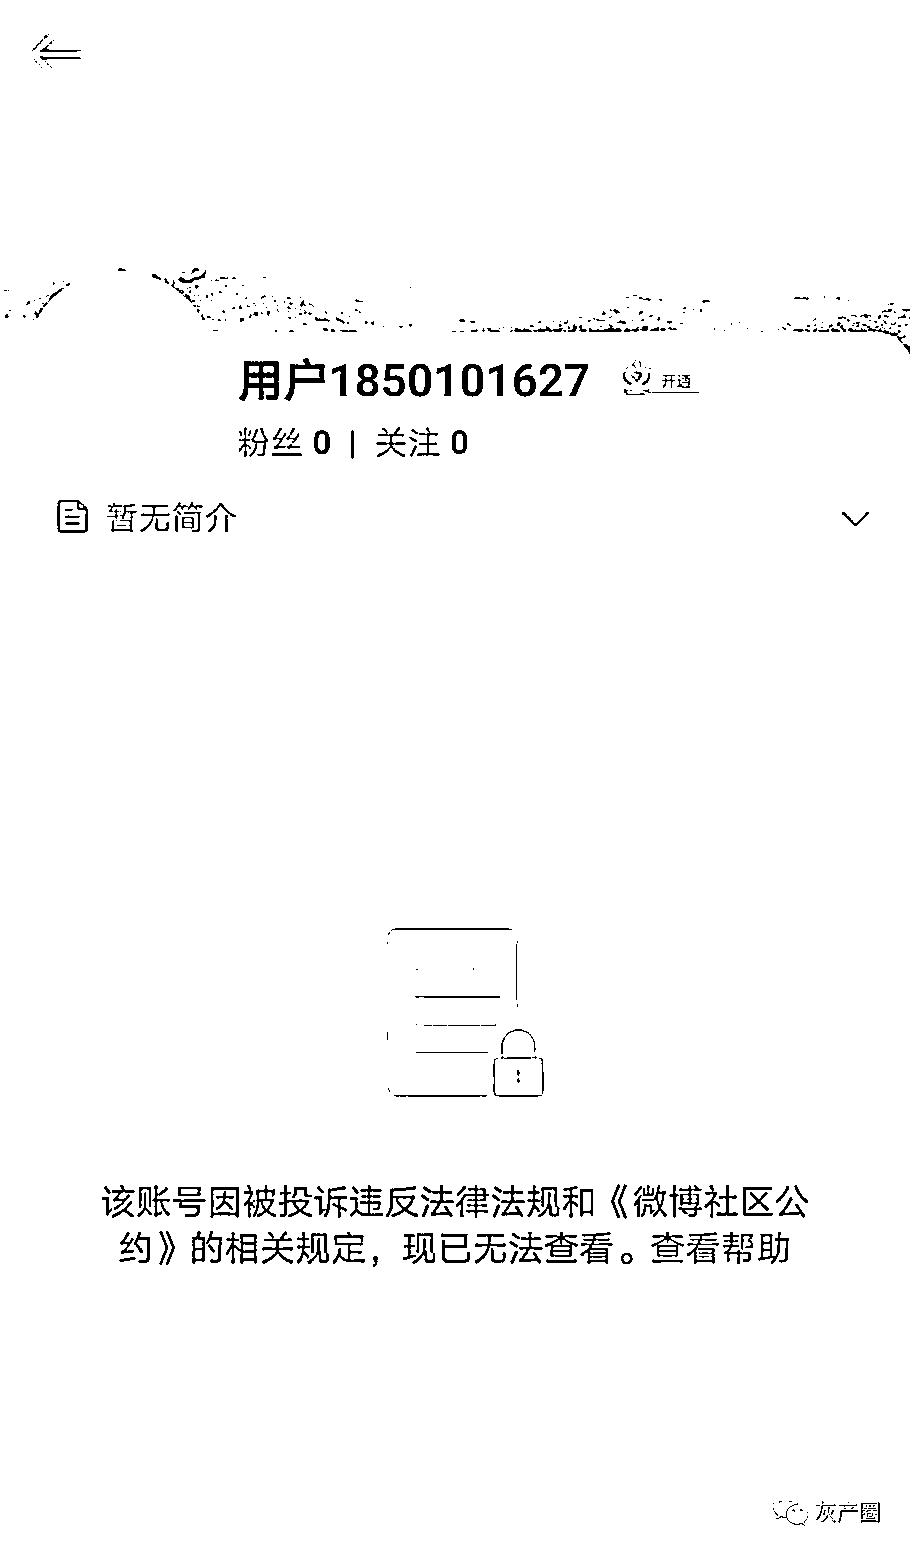 用户1850101627 开通
粉丝 0 | 关注 0
暂无简介
该账号因被投诉违反法律法规和《微博社区公
约》的相关规定，现已无法查看。查看帮助
灰产圈